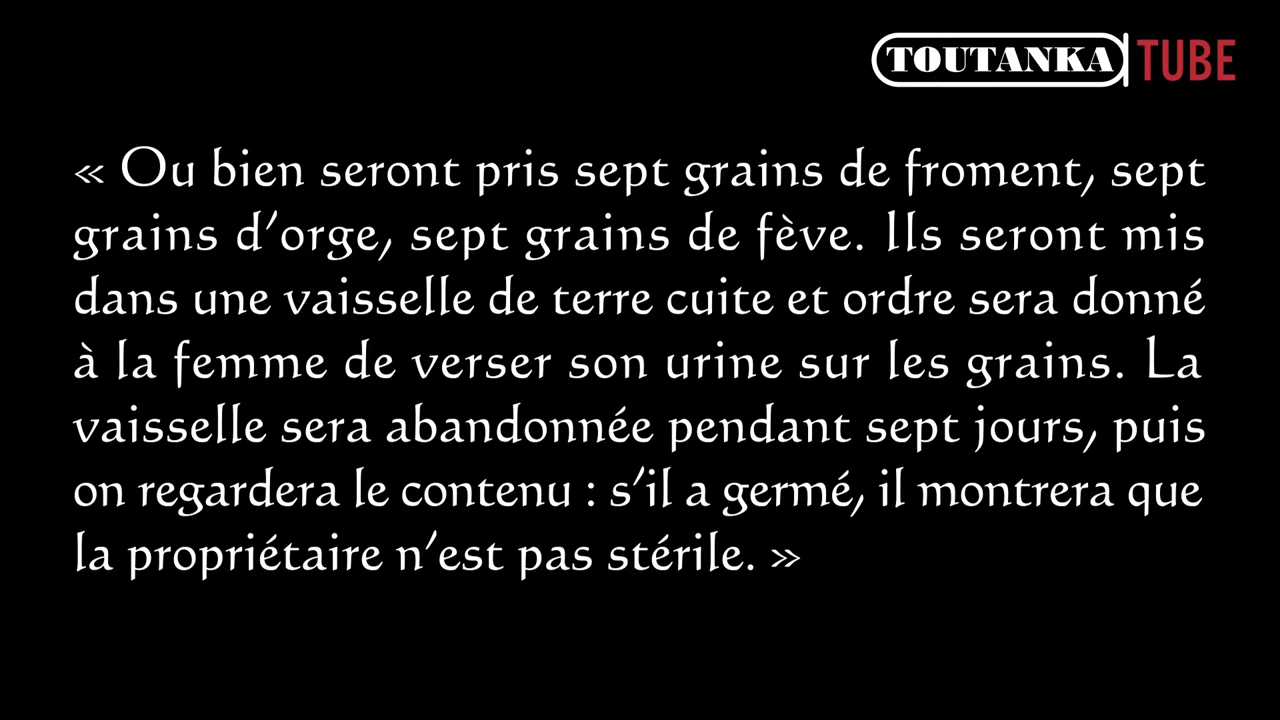 TOUTANKA TUBE
« Ou bien seront pris sept grains de froment, sept
grains d’orge, sept grains de fève. Ils seront mis
dans une vaisselle de terre cuite et ordre sera donné
à la femme de verser son urine sur les grains. La
vaisselle sera abandonnée pendant sept jours, puis
on regardera le contenu : s’il a germé, il montrera que
la propriétaire n’est pas stérile. »